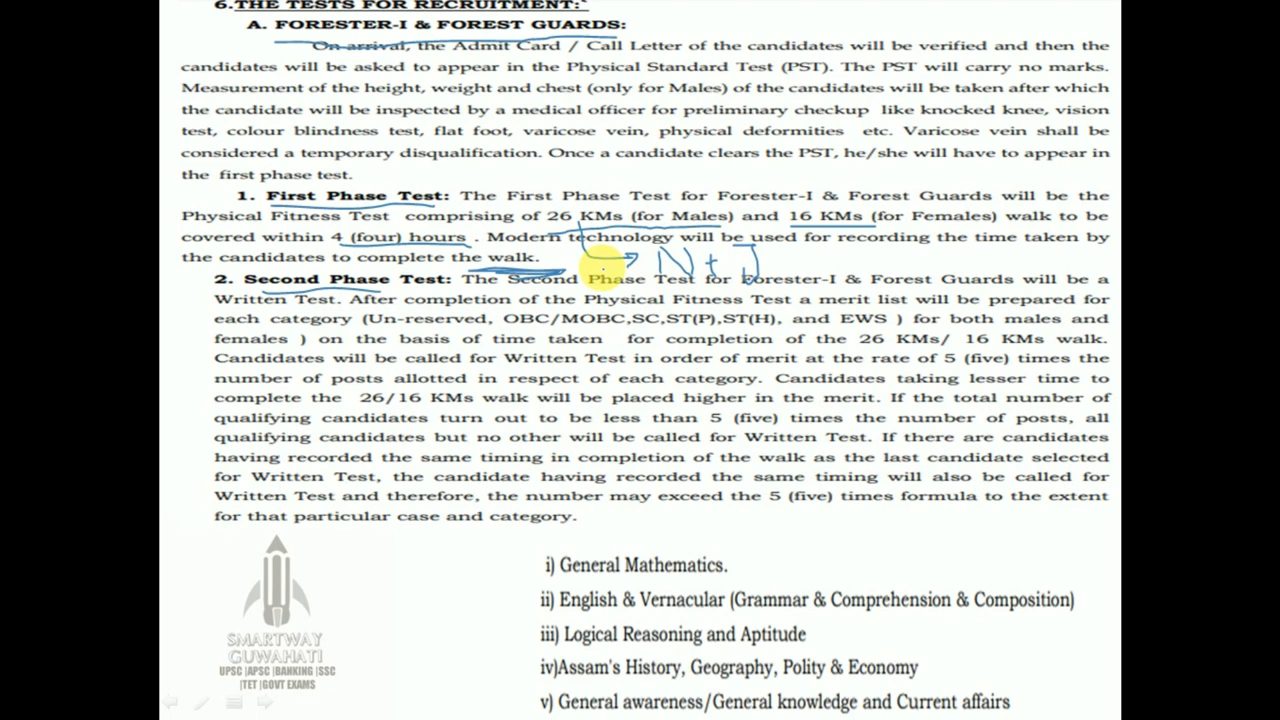 6.THE TESTS FOR RECRUITMENT:`
A. FORESTER-I & FOREST GUARDS:
On arrival, the Admit Card / Call Letter of the candidates will be verified and then the
candidates will be asked to appear in the Physical Standard Test (PST). The PST will carry no marks.
Measurement of the height, weight and chest (only for Males) of the candidates will be taken after which
the candidate will be inspected by a medical officer for preliminary checkup like knocked knee, vision
test, colour blindness test, flat foot, varicose vein, physical deformities etc. Varicose vein shall be
considered a temporary disqualification. Once a candidate clears the PST, he/she will have to appear in
the first phase test.
1. First Phase Test: The First Phase Test for Forester-I & Forest Guards will be the
Physical Fitness Test comprising of 26 KMs (for Males) and 16 KMs (for Females) walk to be
covered within 4 (four) hours . Modern technology will be used for recording the time taken by
the candidates to complete the walk.
N + J
2. Second Phase Test: The Second Phase Test for Forester-I & Forest Guards will be a
Written Test. After completion of the Physical Fitness Test a merit list will be prepared for
each category (Un-reserved, OBC/MOBC,SC,ST(P),ST(H), and EWS ) for both males and
females ) on the basis of time taken for completion of the 26 KMs/ 16 KMs walk.
Candidates will be called for Written Test in order of merit at the rate of 5 (five) times the
number of posts allotted in respect of each category. Candidates taking lesser time to
complete the 26/16 KMs walk will be placed higher in the merit. If the total number of
qualifying candidates turn out to be less than 5 (five) times the number of posts, all
qualifying candidates but no other will be called for Written Test. If there are candidates
having recorded the same timing in completion of the walk as the last candidate selected
for Written Test, the candidate having recorded the same timing will also be called for
Written Test and therefore, the number may exceed the 5 (five) times formula to the extent
for that particular case and category.
i) General Mathematics.
ii) English & Vernacular (Grammar & Comprehension & Composition)
iii) Logical Reasoning and Aptitude
iv)Assam's History, Geography, Polity & Economy
v) General awareness/General knowledge and Current affairs
SMARTWAY
GUWAHATI
UPSC |APSC |BANKING |SSC
|TET |GOVT EXAMS